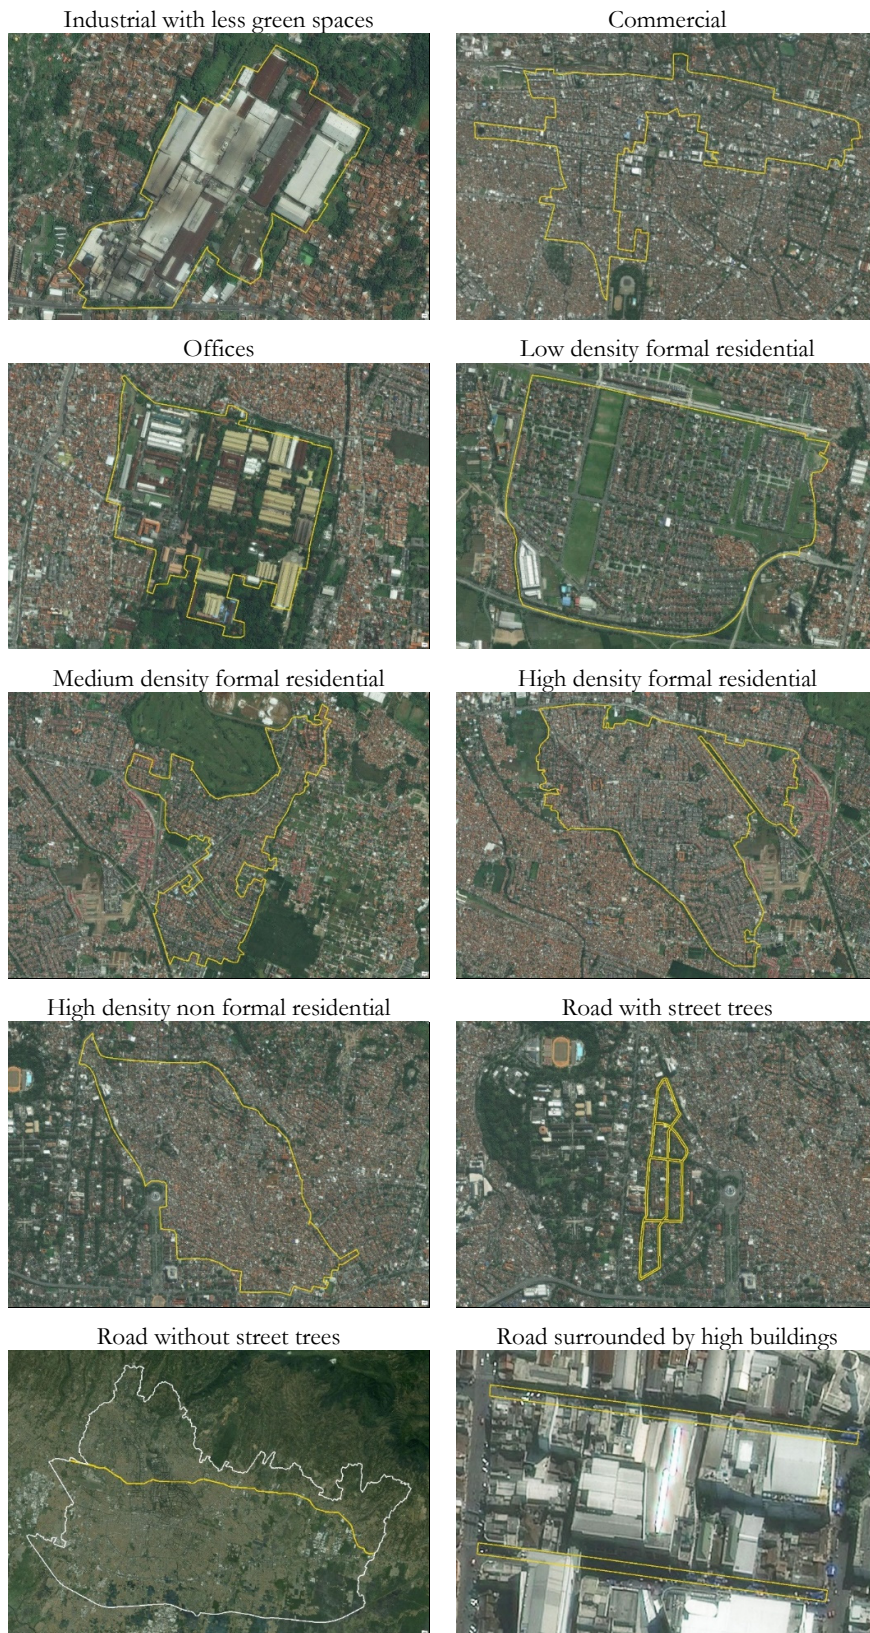 Industrial with less green spaces
Commercial
Offices
Low density formal residential
Medium density formal residential
High density formal residential
High density non formal residential
Road with street trees
Road without street trees
Road surrounded by high buildings